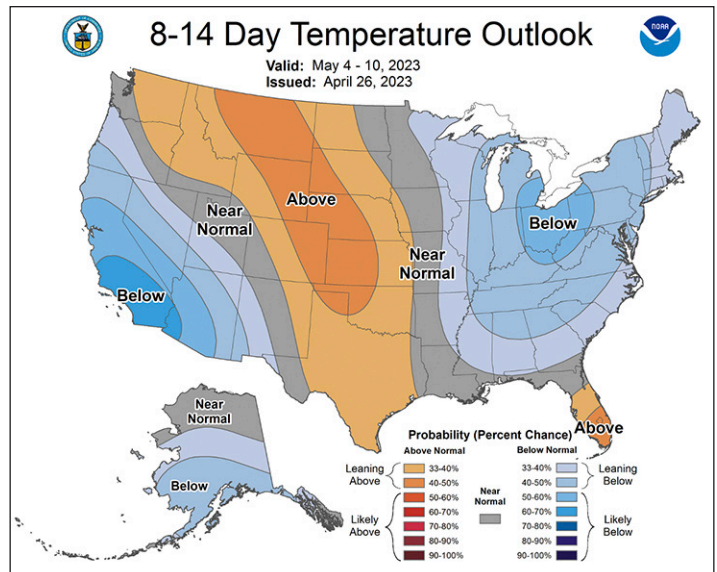 8-14 Day Temperature Outlook
NOAA
Valid: May 4 - 10, 2023
Issued: April 26, 2023
Near
Normal
Above
Near
Normal
Below
Below
Above
Near
Normal
Below
Probability (Percent Chance)
Above Normal
Below Normal
Leaning
Above
33-40%
40-50%
50-60%
60-70%
70-80%
80-90%
90-100%
Likely
Above
Near
Normal
33-40%
40-50%
50-60%
60-70%
70-80%
80-90%
90-100%
Leaning
Below
Likely
Below